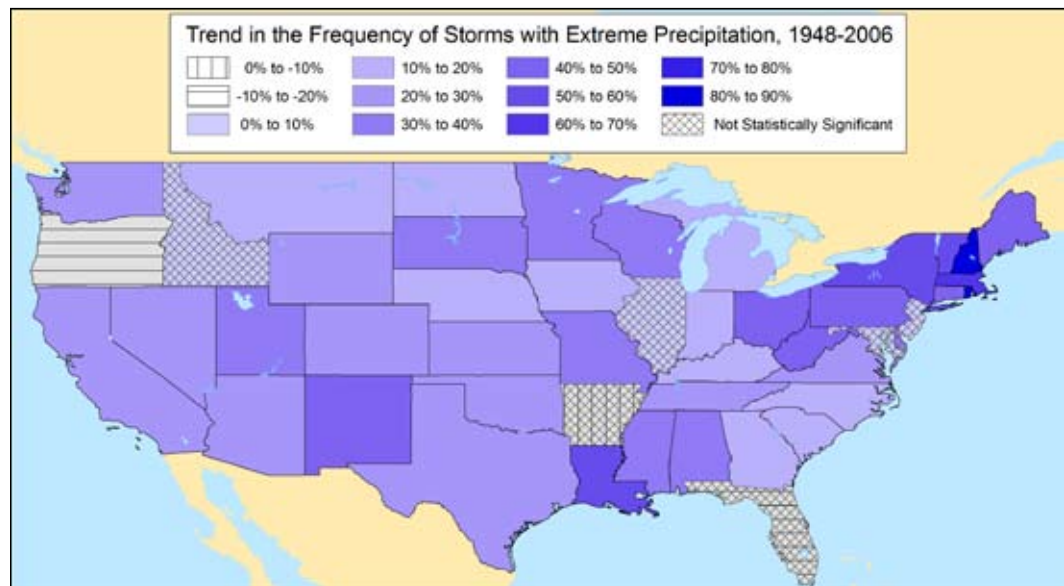 Trend in the Frequency of Storms with Extreme Precipitation, 1948-2006
0% to -10%
10% to 20%
40% to 50%
70% to 80%
-10% to -20%
20% to 30%
50% to 60%
80% to 90%
0% to 10%
30% to 40%
60% to 70%
Not Statistically Significant